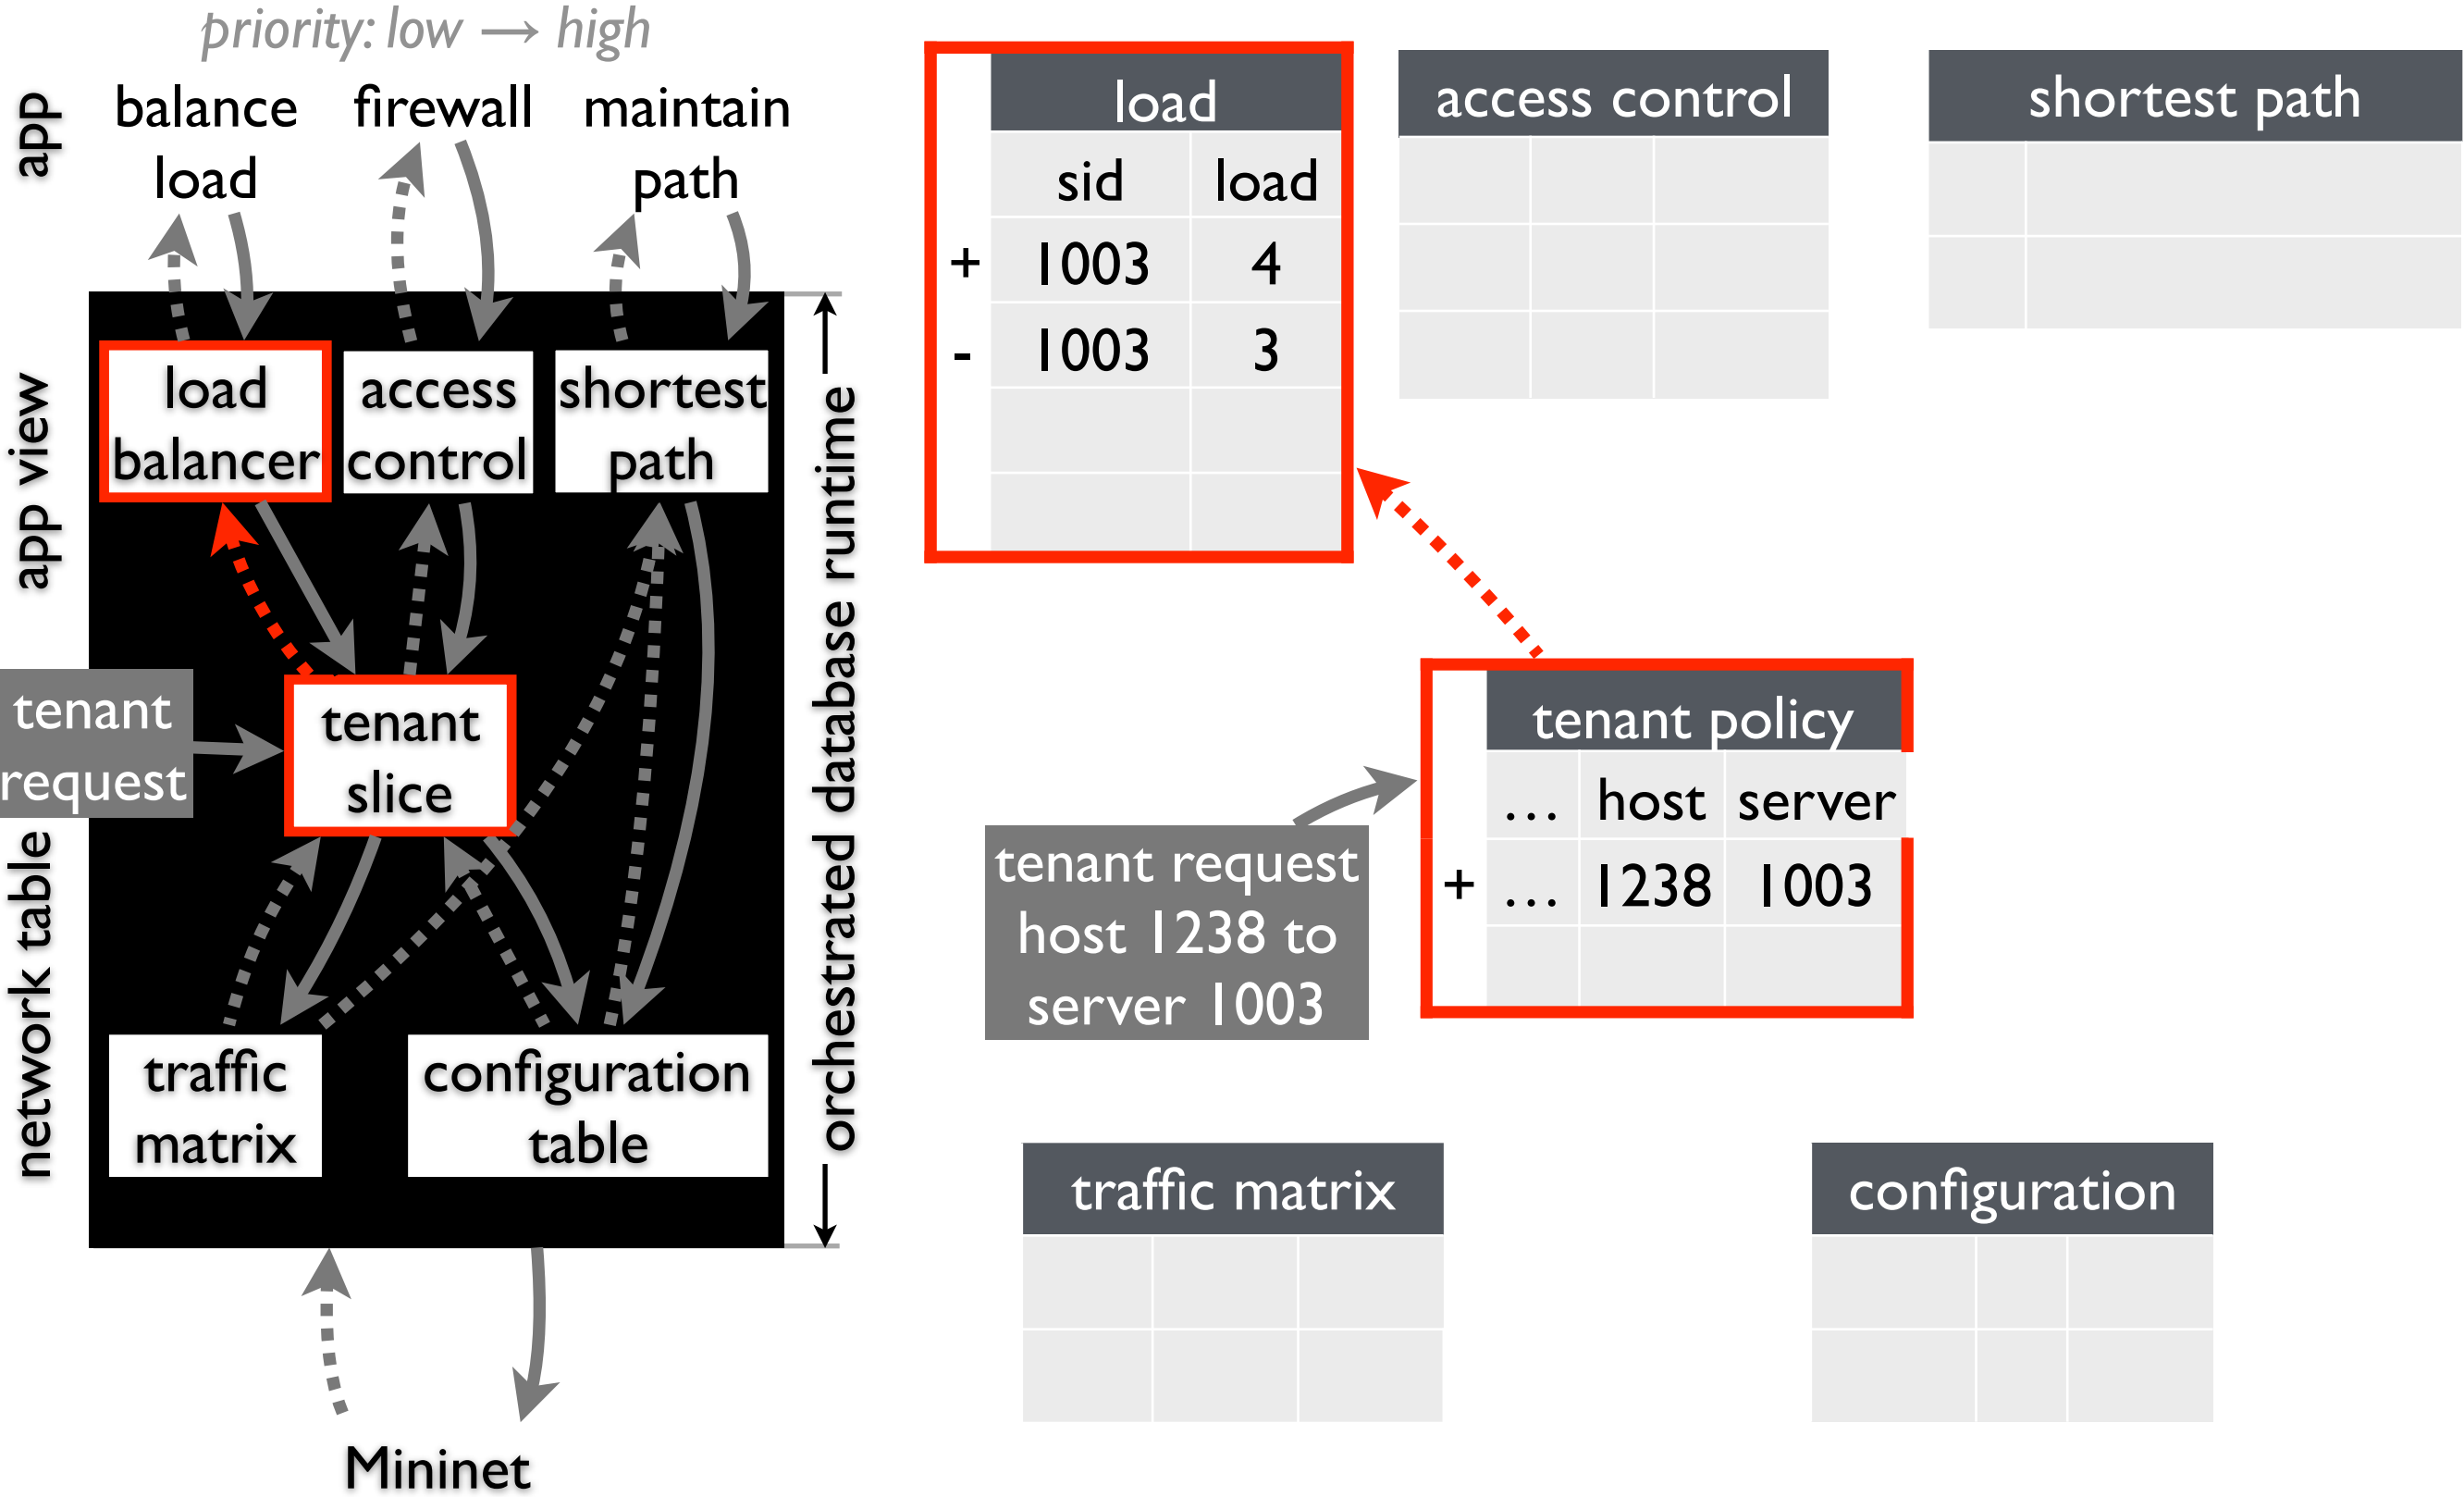 priority: low → high
app
balance
load
firewall
maintain
path
app view
load
balancer
access
control
shortest
path
tenant
request
tenant
slice
network table
traffic
matrix
configuration
table
orchestrated database runtime
Mininet
load
sid load
+ 1003 4
- 1003 3
access control
shortest path
tenant policy
... host server
+ ... 1238 1003
tenant request
host 1238 to
server 1003
traffic matrix
configuration